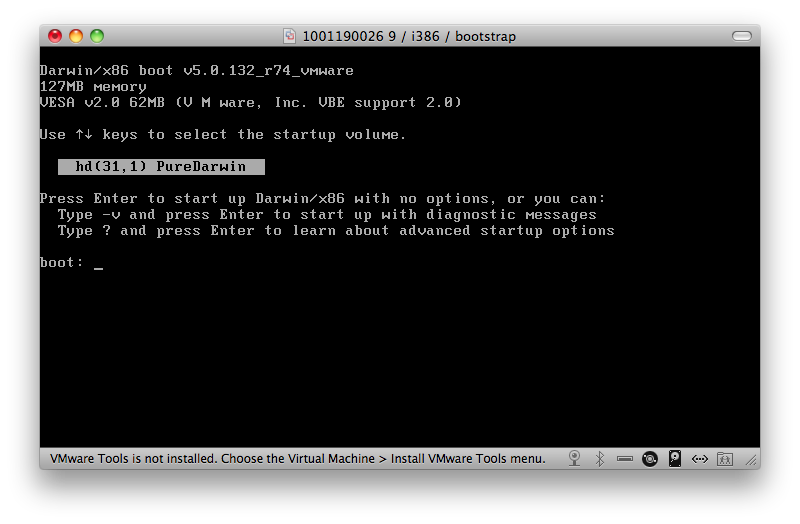 1001190026 9 / i386 / bootstrap
Darwin/x86 boot v5.0.132_r74_vmware
127MB memory
VESA v2.0 62MB (V M ware, Inc. VBE support 2.0)
Use ↑↓ keys to select the startup volume.
hd(31,1) PureDarwin
Press Enter to start up Darwin/x86 with no options, or you can:
Type -v and press Enter to start up with diagnostic messages
Type ? and press Enter to learn about advanced startup options
boot: _
VMware Tools is not installed. Choose the Virtual Machine > Install VMware Tools menu.